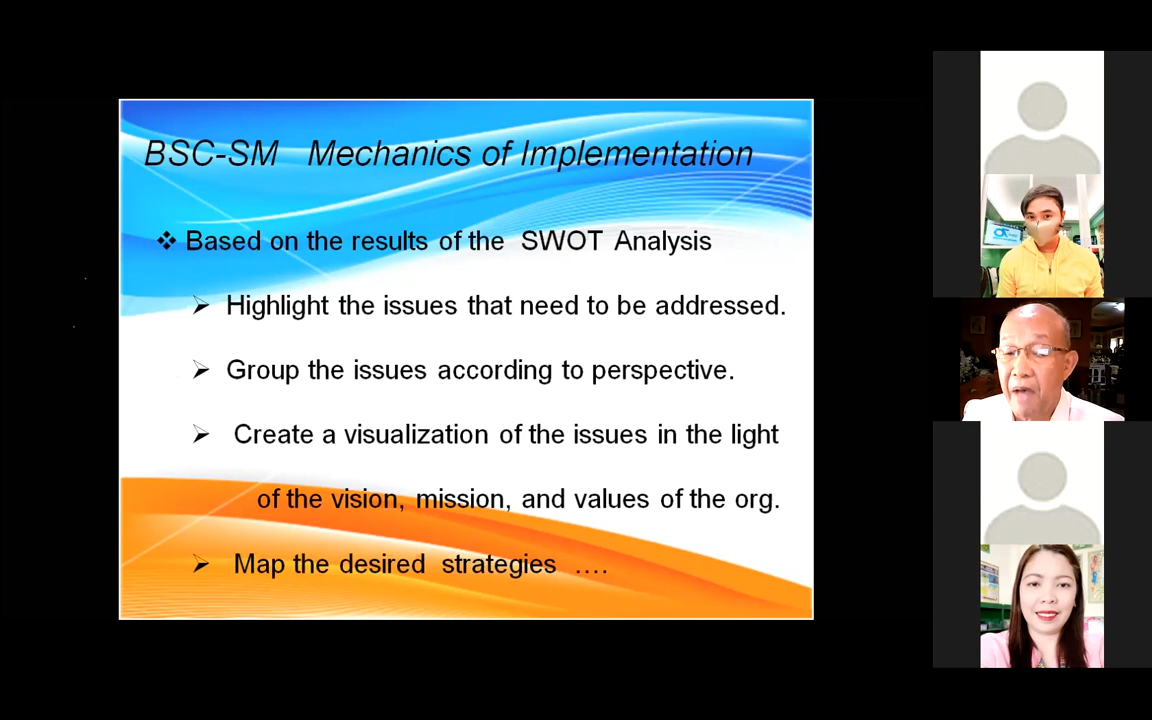 BSC-SM Mechanics of Implementation
❖ Based on the results of the SWOT Analysis
➢ Highlight the issues that need to be addressed.
➢ Group the issues according to perspective.
➢ Create a visualization of the issues in the light
of the vision, mission, and values of the org.
➢ Map the desired strategies ….